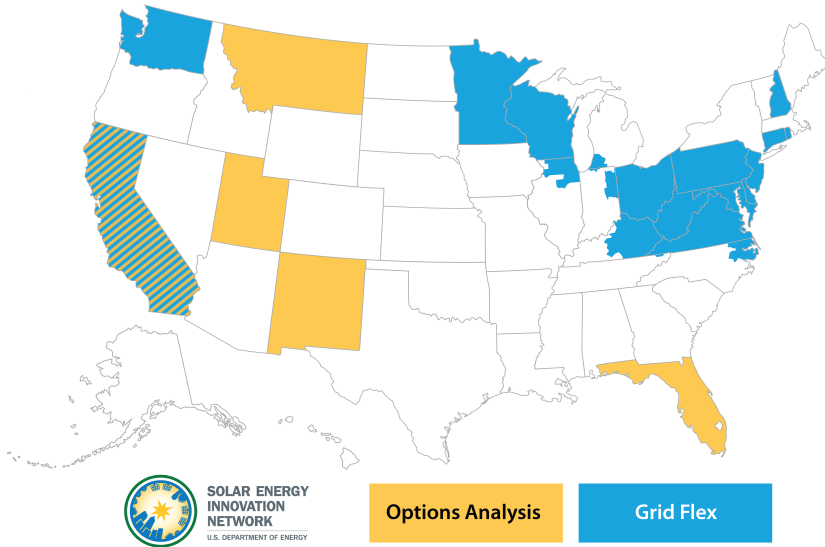 SOLAR ENERGY
INNOVATION
NETWORK
U.S. DEPARTMENT OF ENERGY
Options Analysis
Grid Flex